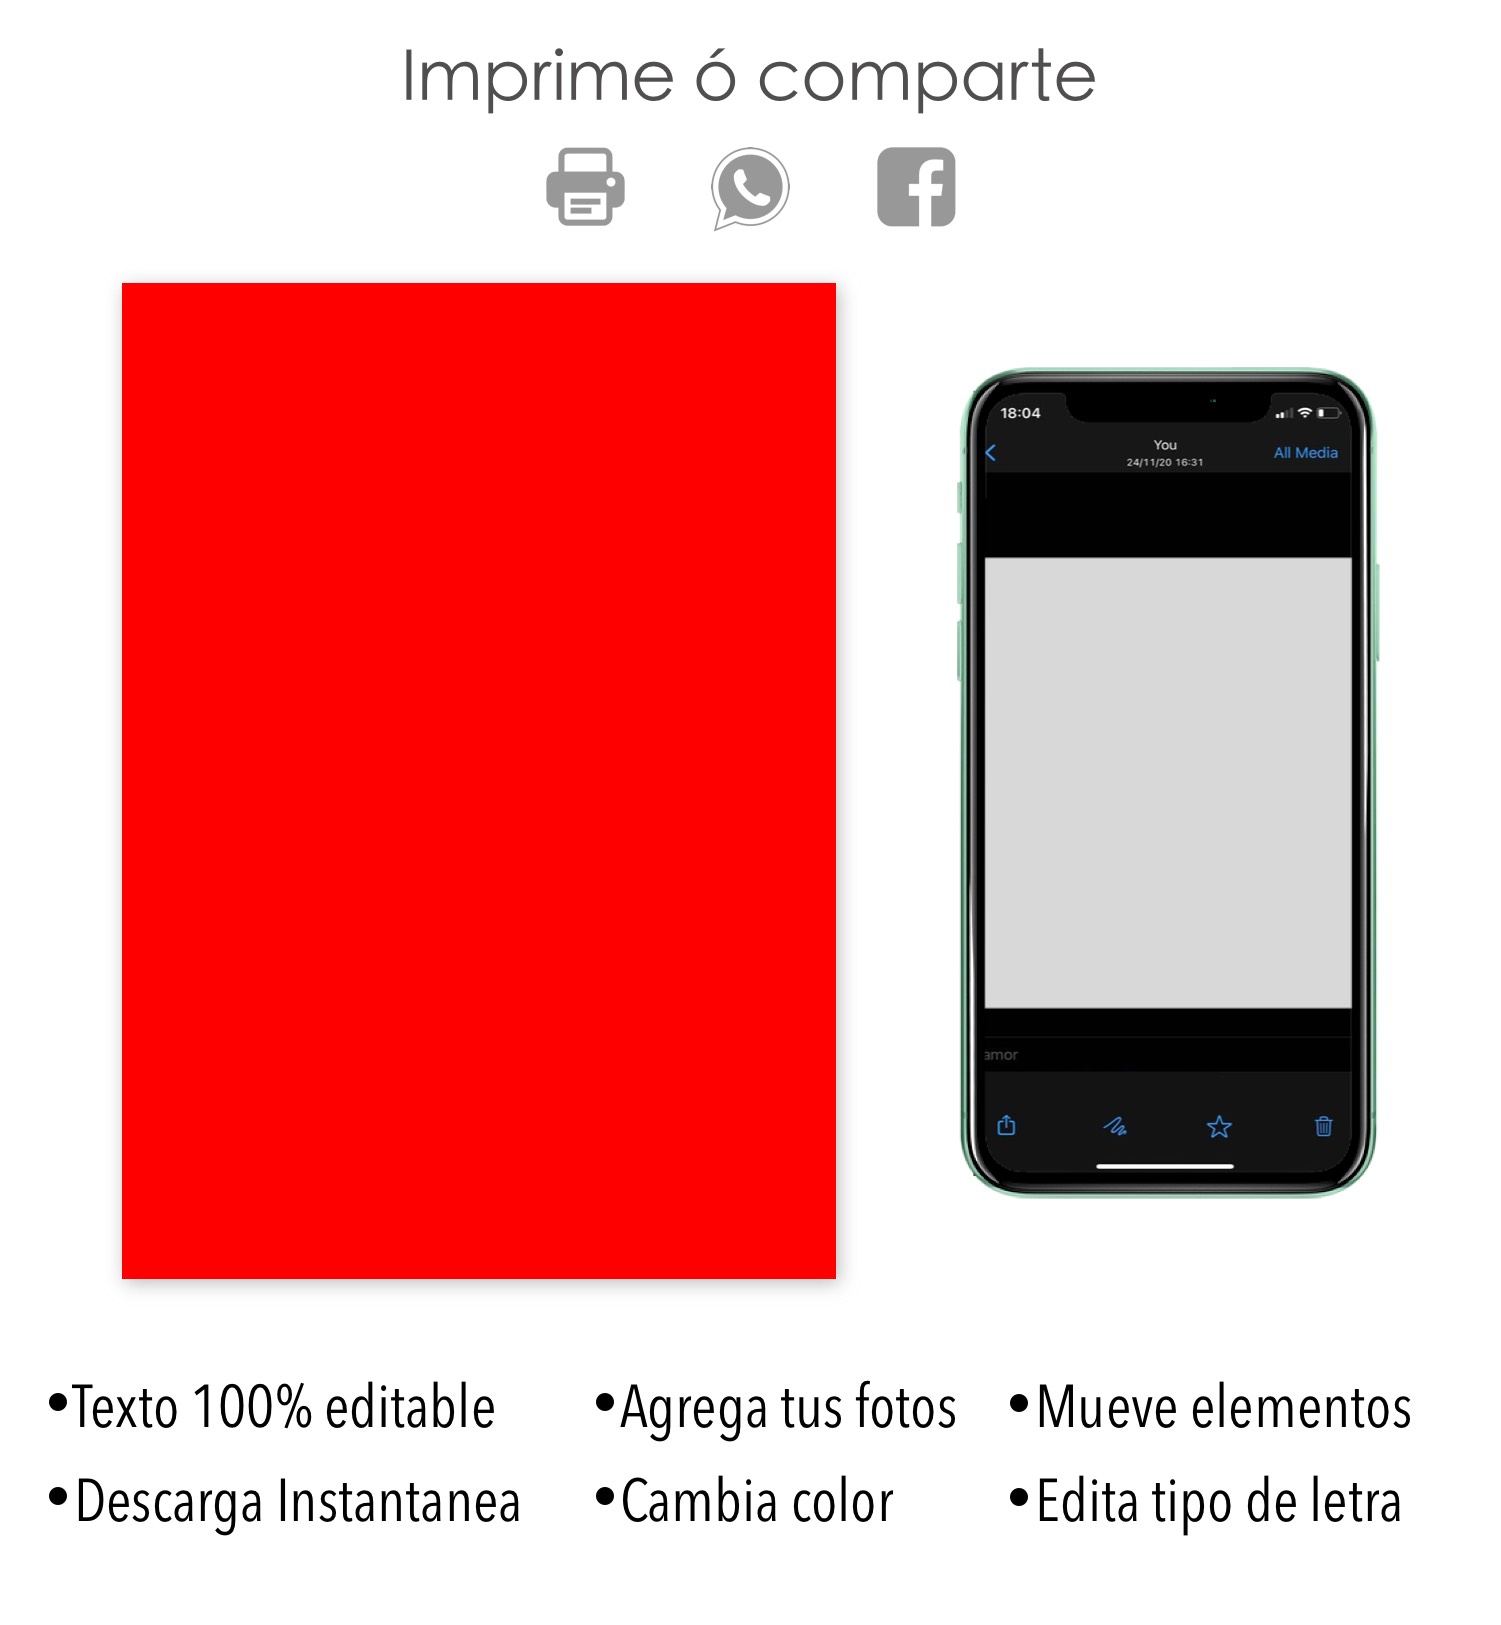 Imprime ó comparte
18:04
You
24/11/20 16:31
All Media
amor
•Texto 100% editable
•Agrega tus fotos
•Mueve elementos
•Descarga Instantanea
•Cambia color
•Edita tipo de letra